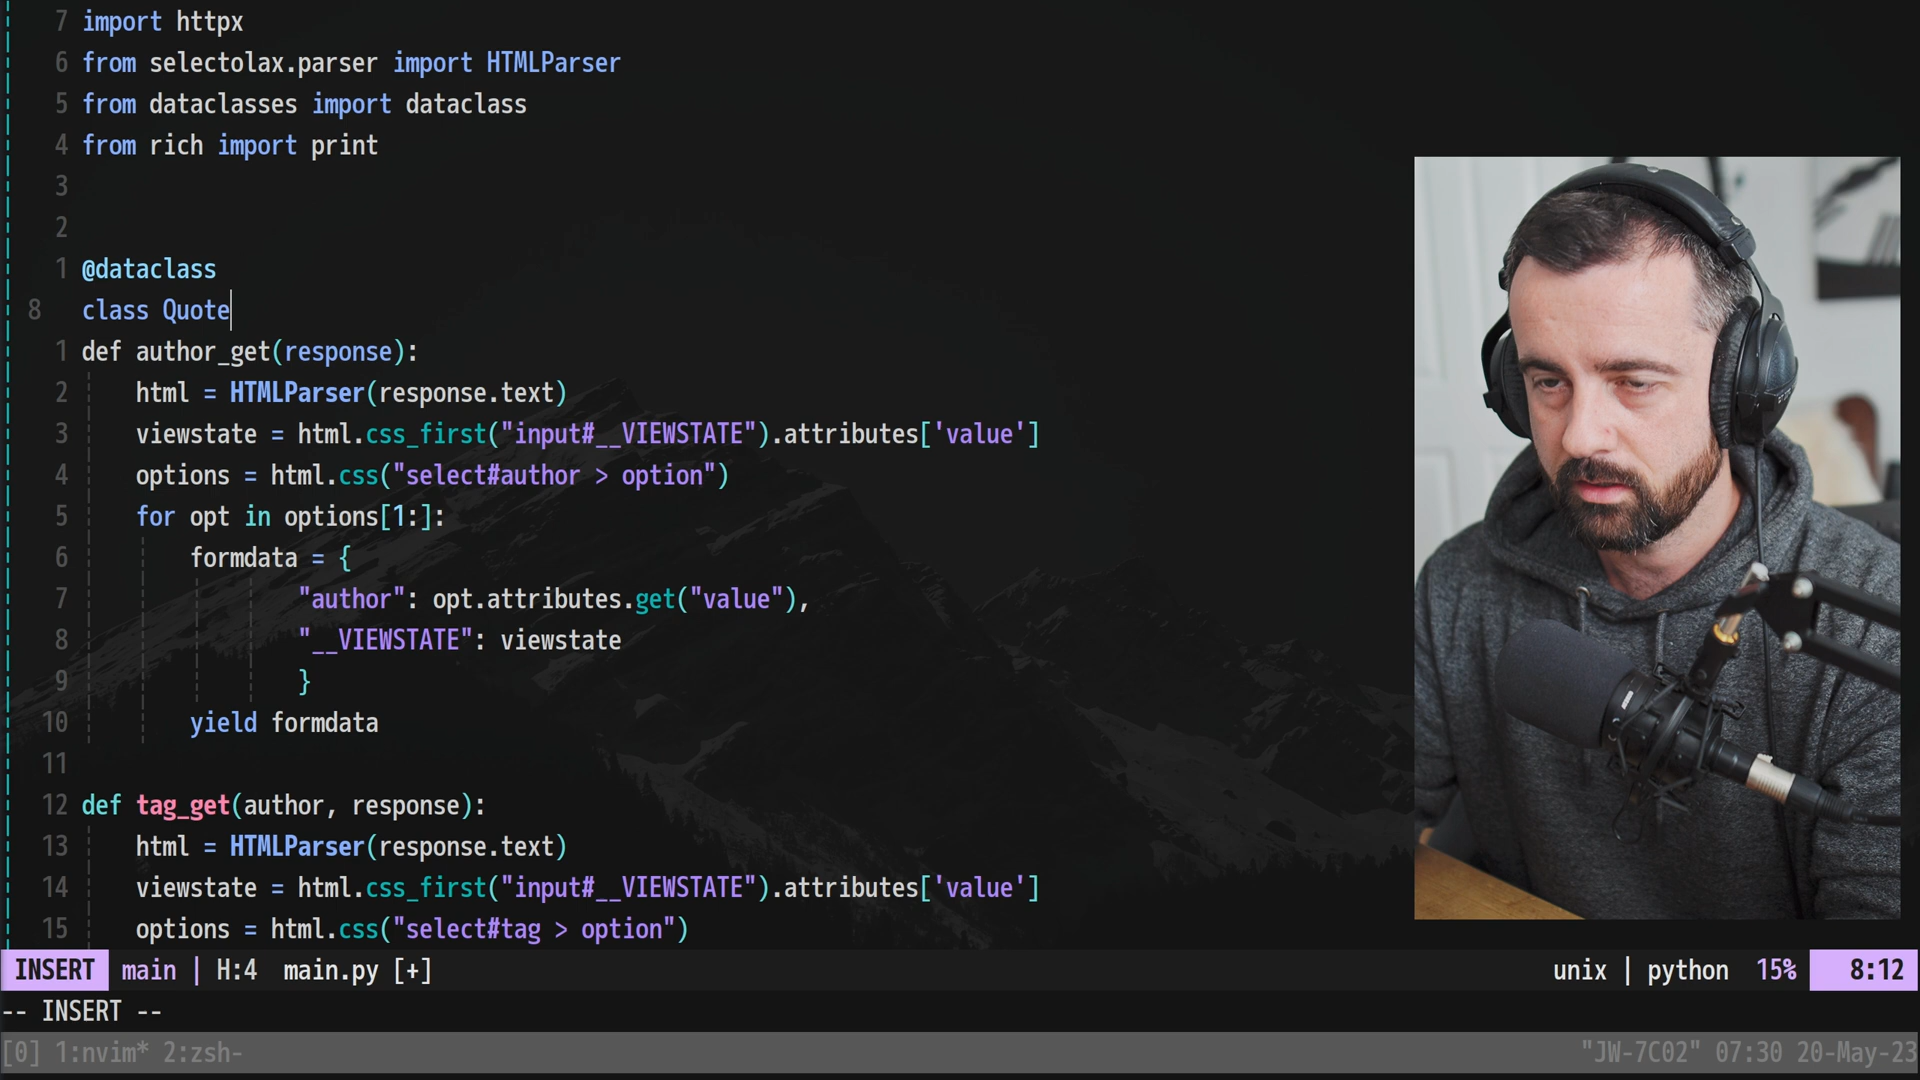 7 import httpx
6 from selectolax.parser import HTMLParser
5 from dataclasses import dataclass
4 from rich import print
3
2
1 @dataclass
8 class Quote
1 def author_get(response):
2 html = HTMLParser(response.text)
3 viewstate = html.css_first("input#__VIEWSTATE").attributes['value']
4 options = html.css("select#author > option")
5 for opt in options[1:]:
6 formdata = {
7 "author": opt.attributes.get("value"),
8 "__VIEWSTATE": viewstate
9 }
10 yield formdata
11
12 def tag_get(author, response):
13 html = HTMLParser(response.text)
14 viewstate = html.css_first("input#__VIEWSTATE").attributes['value']
15 options = html.css("select#tag > option")
INSERT main | H:4 main.py [+] unix | python 15% 8:12
-- INSERT --
[0] 1:nvim* 2:zsh- "JW-7C02" 07:30 20-May-23